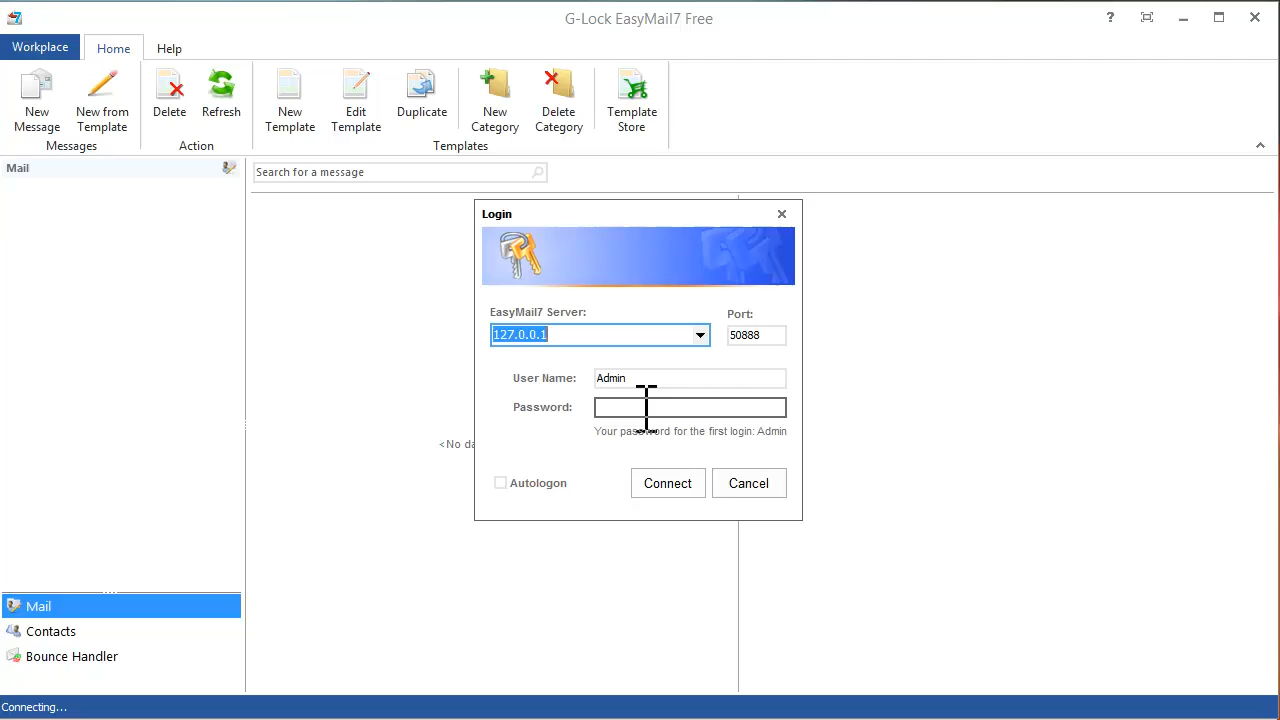 G-Lock EasyMail7 Free
Workplace Home Help
New Message
New from Template
Messages
Delete
Refresh
Action
New Template
Edit Template
Duplicate
New Category
Delete Category
Template Store
Templates
Mail
Search for a message
<No da
Login
EasyMail7 Server:
Port:
127.0.0.1
50888
User Name: Admin
Password:
Your password for the first login: Admin
Autologon
Connect
Cancel
Mail
Contacts
Bounce Handler
Connecting...